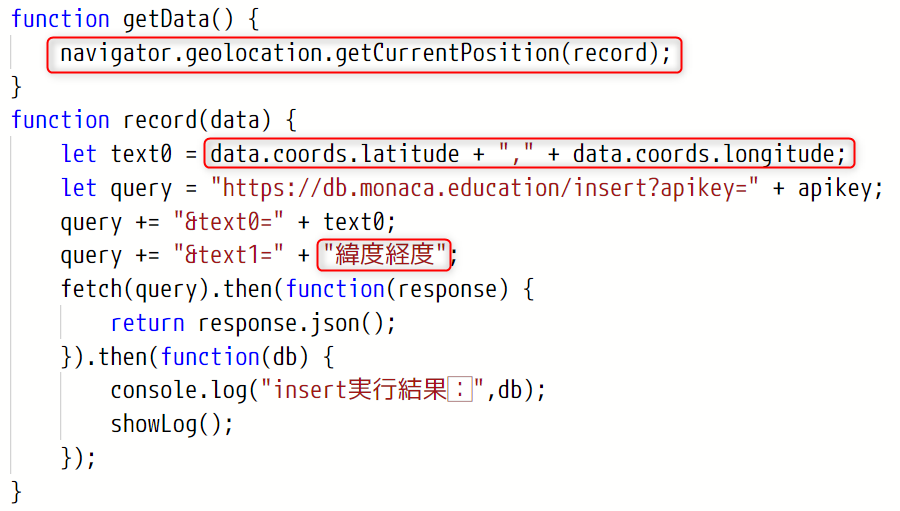 function getData() {
navigator.geolocation.getCurrentPosition(record);
}
function record(data) {
let text0 = data.coords.latitude + "," + data.coords.longitude;
let query = "https://db.monaca.education/insert?apikey=" + apikey;
query += "&text0=" + text0;
query += "&text1=" + "緯度経度";
fetch(query).then(function(response) {
return response.json();
}).then(function(db) {
console.log("insert実行結果：",db);
showLog();
});
}